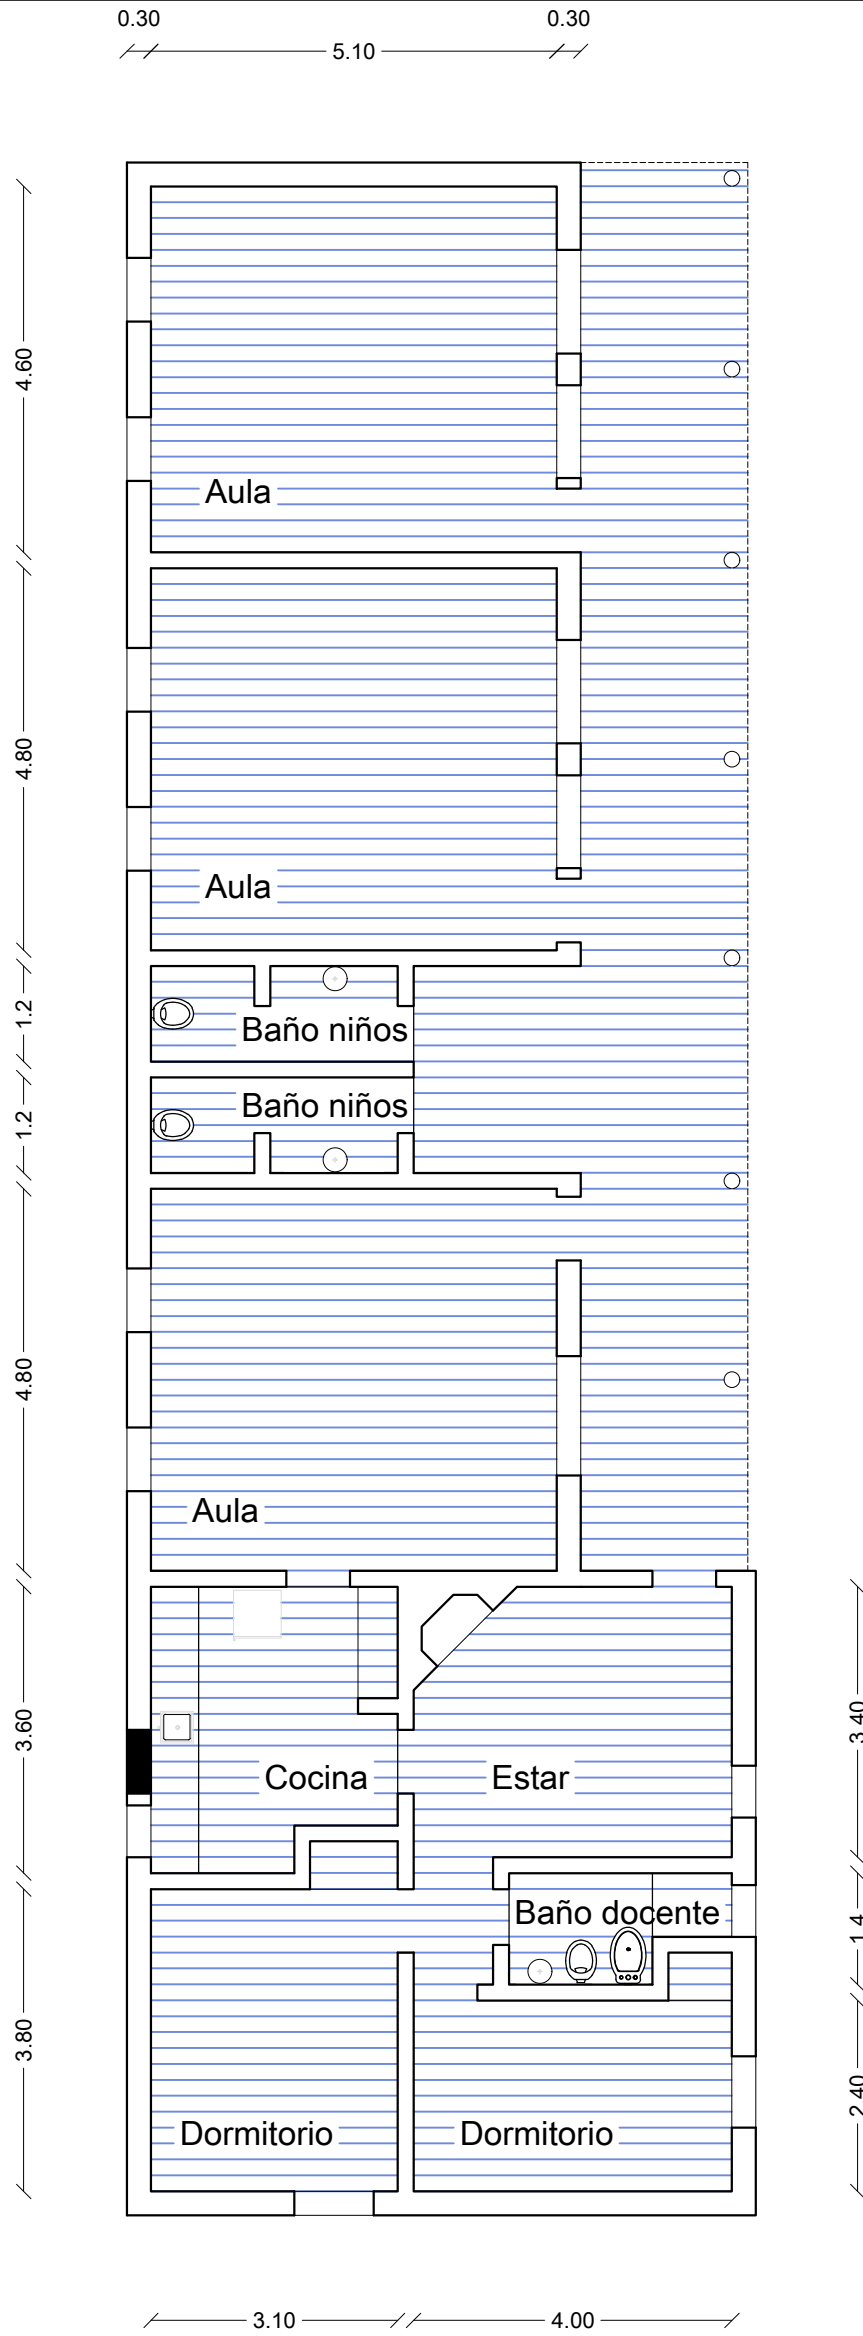 0.30
0.30
5.10
4.60
Aula
4.80
Aula
1.2
Baño niños
1.2
Baño niños
4.80
Aula
3.60
3.40
Cocina
Estar
Baño docente
1.4
3.80
2.40
Dormitorio
Dormitorio
3.10
4.00